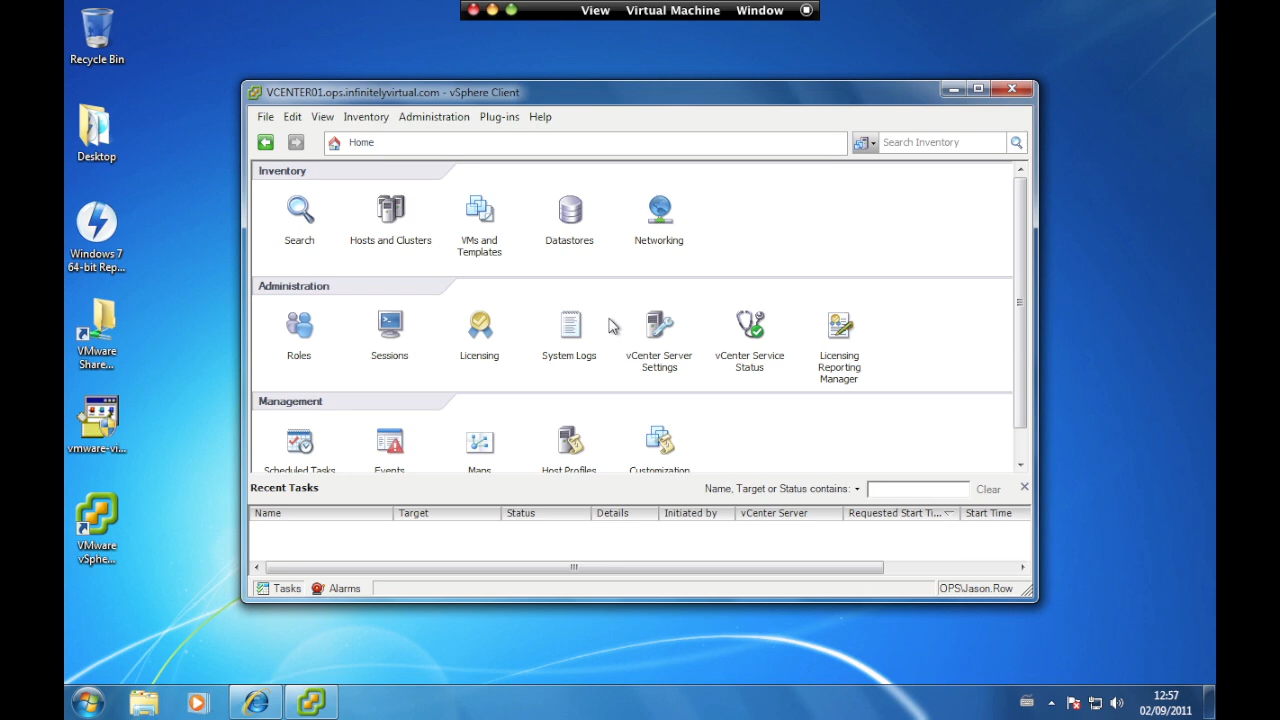 View Virtual Machine Window
Recycle Bin
Desktop
Windows 7
64-bit Rep...
VMware
Share...
vmware-vi...
VMware
vSphe...
VCENTER01.ops.infinitelyvirtual.com - vSphere Client
File Edit View Inventory Administration Plug-ins Help
Home
Search Inventory
Inventory
Search
Hosts and Clusters
VMs and
Templates
Datastores
Networking
Administration
Roles
Sessions
Licensing
System Logs
vCenter Server
Settings
vCenter Service
Status
Licensing
Reporting
Manager
Management
Scheduled Tasks
Events
Maps
Host Profiles
Customization
Recent Tasks
Name, Target or Status contains:
Clear
Name Target Status Details Initiated by vCenter Server Requested Start Ti... Start Time
Tasks Alarms
OPS\Jason.Row
12:57
02/09/2011